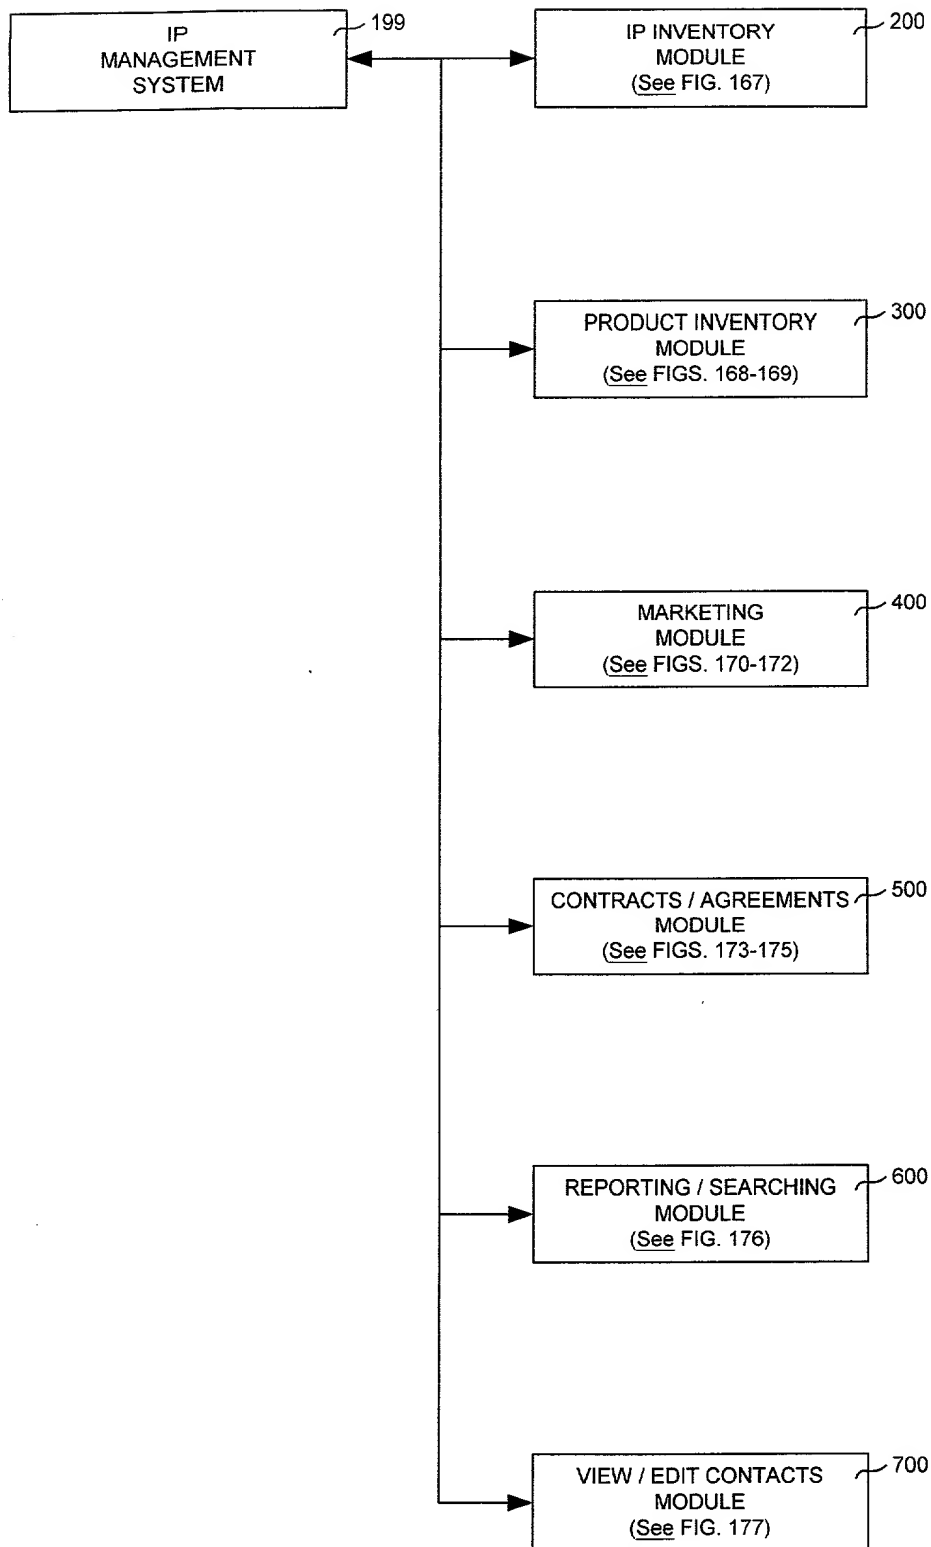 IP
MANAGEMENT
SYSTEM
199
IP INVENTORY
MODULE
(See FIG. 167)
200
PRODUCT INVENTORY
MODULE
(See FIGS. 168-169)
300
MARKETING
MODULE
(See FIGS. 170-172)
400
CONTRACTS / AGREEMENTS
MODULE
(See FIGS. 173-175)
500
REPORTING / SEARCHING
MODULE
(See FIG. 176)
600
VIEW / EDIT CONTACTS
MODULE
(See FIG. 177)
700